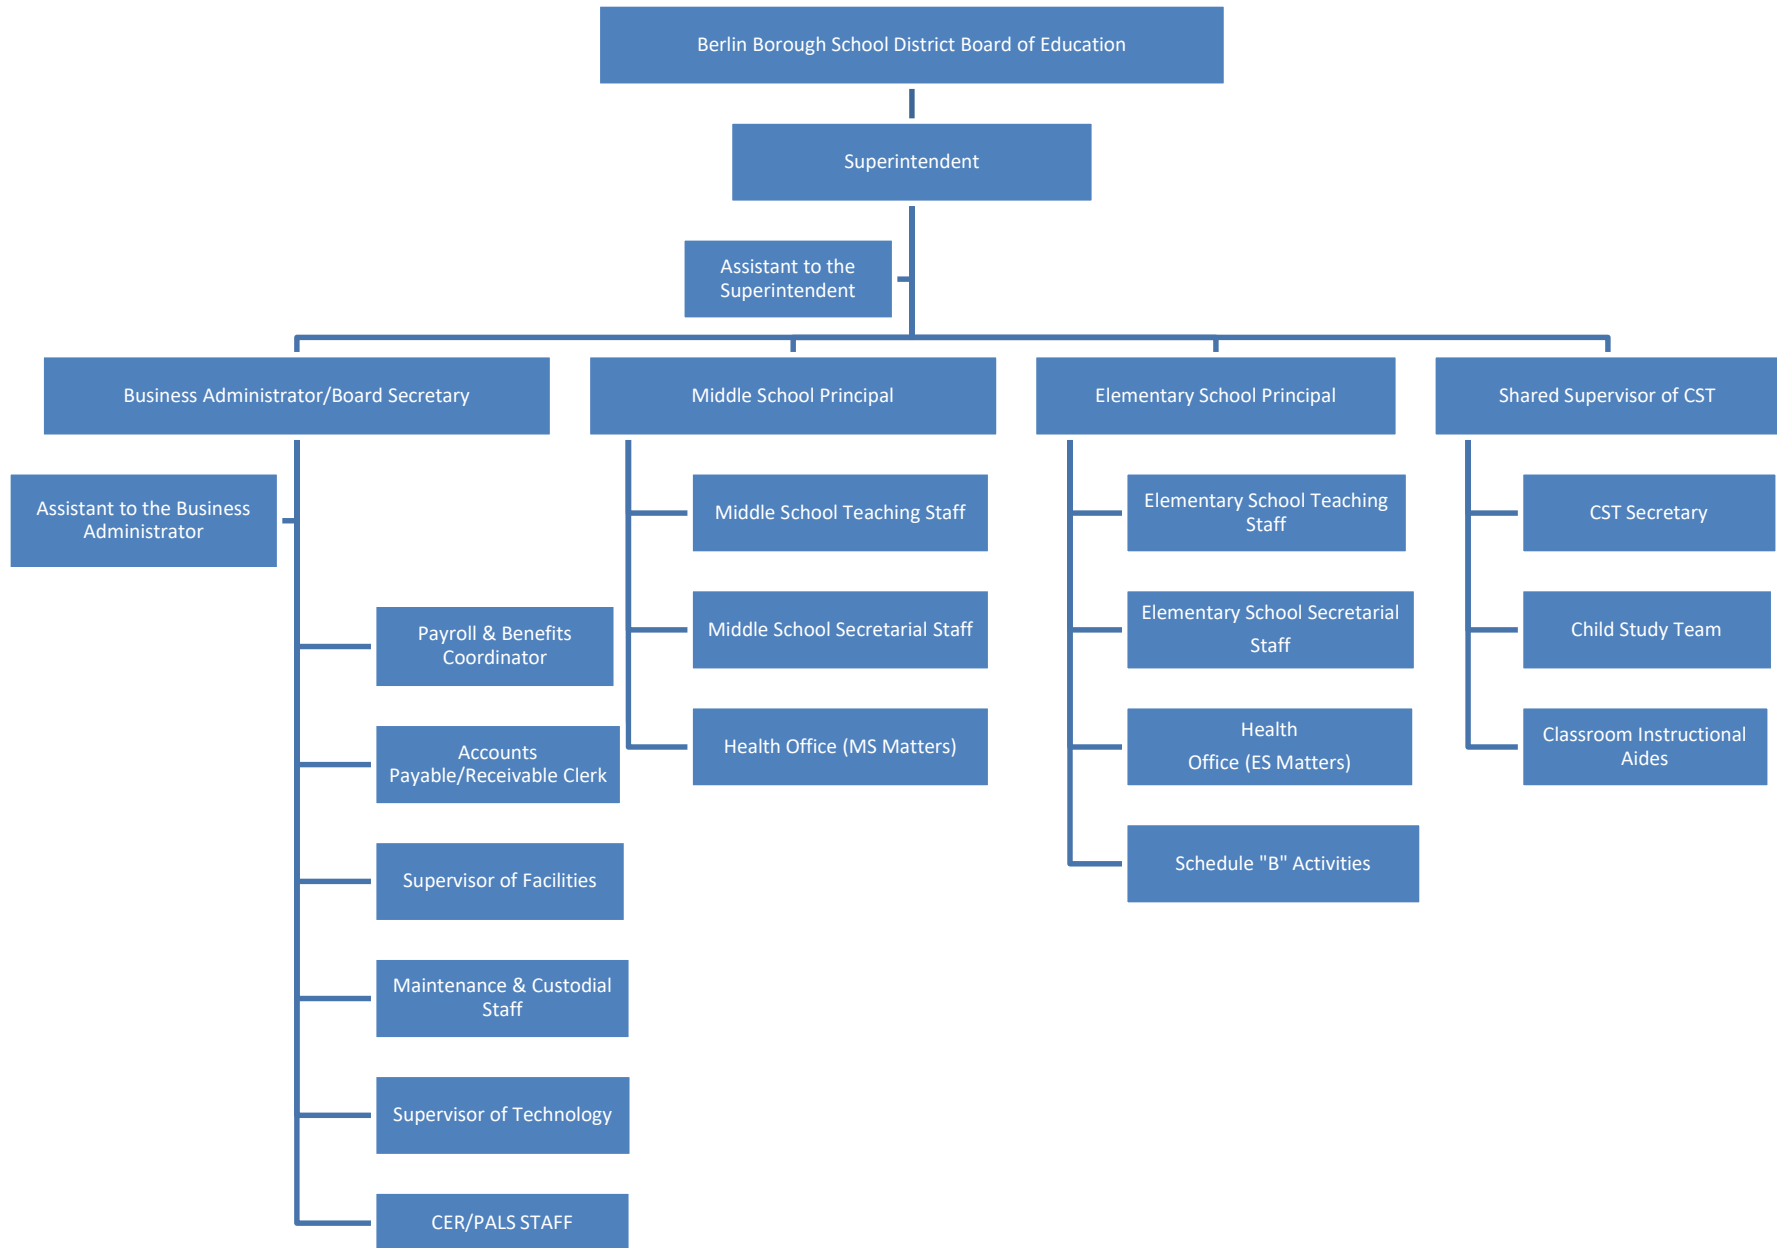 Berlin Borough School District Board of Education
Superintendent
Assistant to the
Superintendent
Business Administrator/Board Secretary
Middle School Principal
Elementary School Principal
Shared Supervisor of CST
Assistant to the Business
Administrator
Payroll & Benefits
Coordinator
Accounts
Payable/Receivable Clerk
Supervisor of Facilities
Maintenance & Custodial
Staff
Supervisor of Technology
CER/PALS STAFF
Middle School Teaching Staff
Middle School Secretarial Staff
Health Office (MS Matters)
Elementary School Teaching
Staff
Elementary School Secretarial
Staff
Health
Office (ES Matters)
Schedule "B" Activities
CST Secretary
Child Study Team
Classroom Instructional
Aides